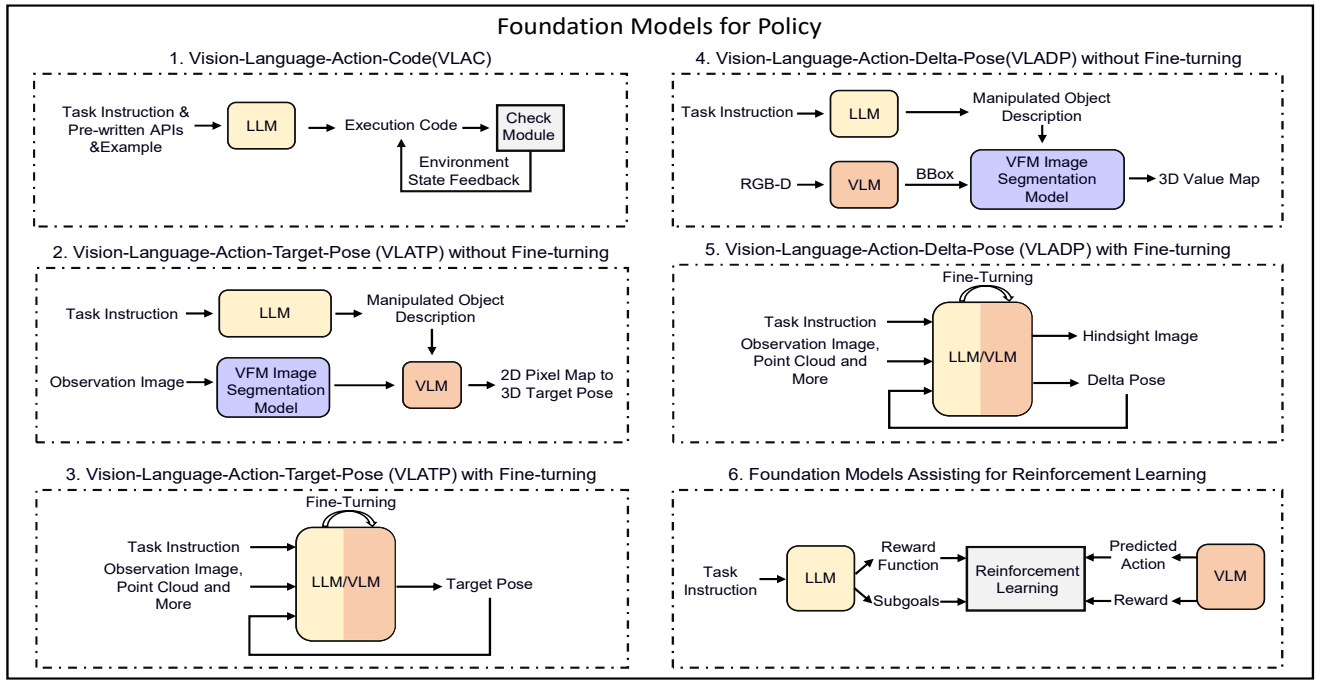 Foundation Models for Policy
1. Vision-Language-Action-Code(VLAC)
Task Instruction &
Pre-written APIs
&Example
LLM
Execution Code
Check
Module
Environment
State Feedback
2. Vision-Language-Action-Target-Pose (VLATP) without Fine-turning
Task Instruction
LLM
Manipulated Object
Description
Observation Image
VFM Image
Segmentation
Model
VLM
2D Pixel Map to
3D Target Pose
3. Vision-Language-Action-Target-Pose (VLATP) with Fine-turning
Fine-Turning
Task Instruction
Observation Image,
Point Cloud and
More
LLM/VLM
Target Pose
4. Vision-Language-Action-Delta-Pose(VLADP) without Fine-turning
Task Instruction
LLM
Manipulated Object
Description
RGB-D
VLM
BBox
VFM Image
Segmentation
Model
3D Value Map
5. Vision-Language-Action-Delta-Pose (VLADP) with Fine-turning
Fine-Turning
Task Instruction
Observation Image,
Point Cloud and
More
LLM/VLM
Hindsight Image
Delta Pose
6. Foundation Models Assisting for Reinforcement Learning
Task
Instruction
LLM
Reward
Function
Subgoals
Reinforcement
Learning
Predicted
Action
Reward
VLM